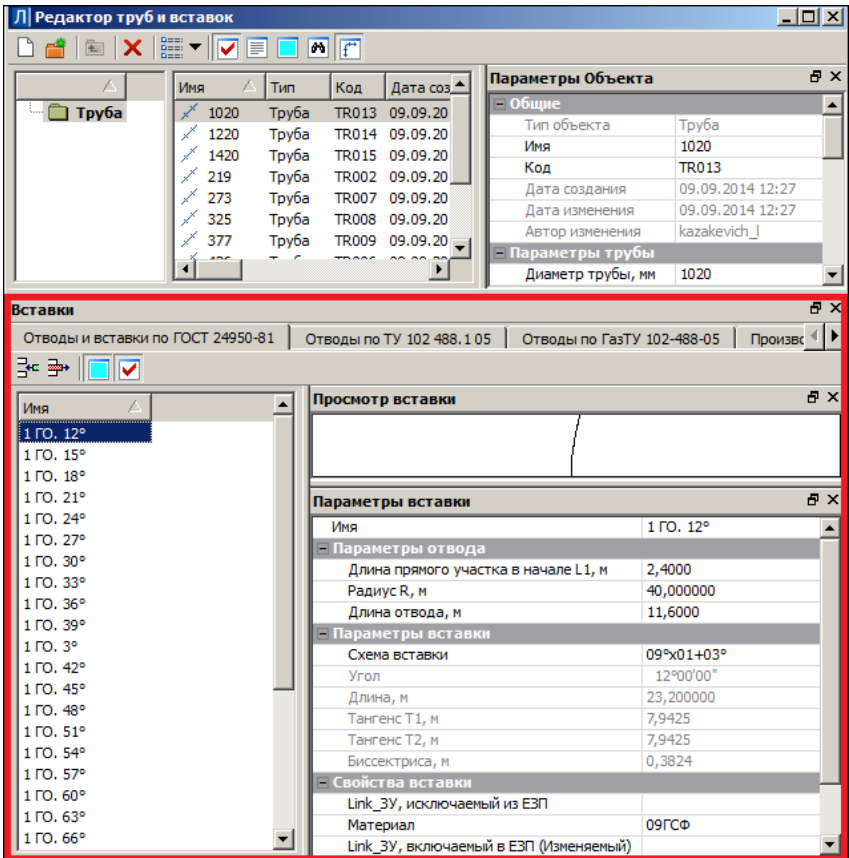 Редактор труб и вставок
Имя Тип Код Дата соз
Труба
1020 Труба TR013 09.09.20
1220 Труба TR014 09.09.20
1420 Труба TR015 09.09.20
219 Труба TR002 09.09.20
273 Труба TR007 09.09.20
325 Труба TR008 09.09.20
377 Труба TR009 09.09.20
Параметры Объекта
Общие
Тип объекта Труба
Имя 1020
Код TR013
Дата создания 09.09.2014 12:27
Дата изменения 09.09.2014 12:27
Автор изменения kazakevich_l
Параметры трубы
Диаметр трубы, мм 1020
Вставки
Отводы и вставки по ГОСТ 24950-81 Отводы по ТУ 102 488.1 05 Отводы по ГазТУ 102-488-05 Произвс
Имя
1 ГО. 12°
1 ГО. 15°
1 ГО. 18°
1 ГО. 21°
1 ГО. 24°
1 ГО. 27°
1 ГО. 30°
1 ГО. 33°
1 ГО. 36°
1 ГО. 39°
1 ГО. 3°
1 ГО. 42°
1 ГО. 45°
1 ГО. 48°
1 ГО. 51°
1 ГО. 54°
1 ГО. 57°
1 ГО. 60°
1 ГО. 63°
1 ГО. 66°
Просмотр вставки
Параметры вставки
Имя 1 ГО. 12°
Параметры отвода
Длина прямого участка в начале L1, м 2,4000
Радиус R, м 40,000000
Длина отвода, м 11,6000
Параметры вставки
Схема вставки 09°x01+03°
Угол 12°00'00"
Длина, м 23,200000
Тангенс T1, м 7,9425
Тангенс T2, м 7,9425
Биссектриса, м 0,3824
Свойства вставки
Link_ЗУ, исключаемый из ЕЗП
Материал 09ГСФ
Link_ЗУ, включаемый в ЕЗП (Изменяемый)